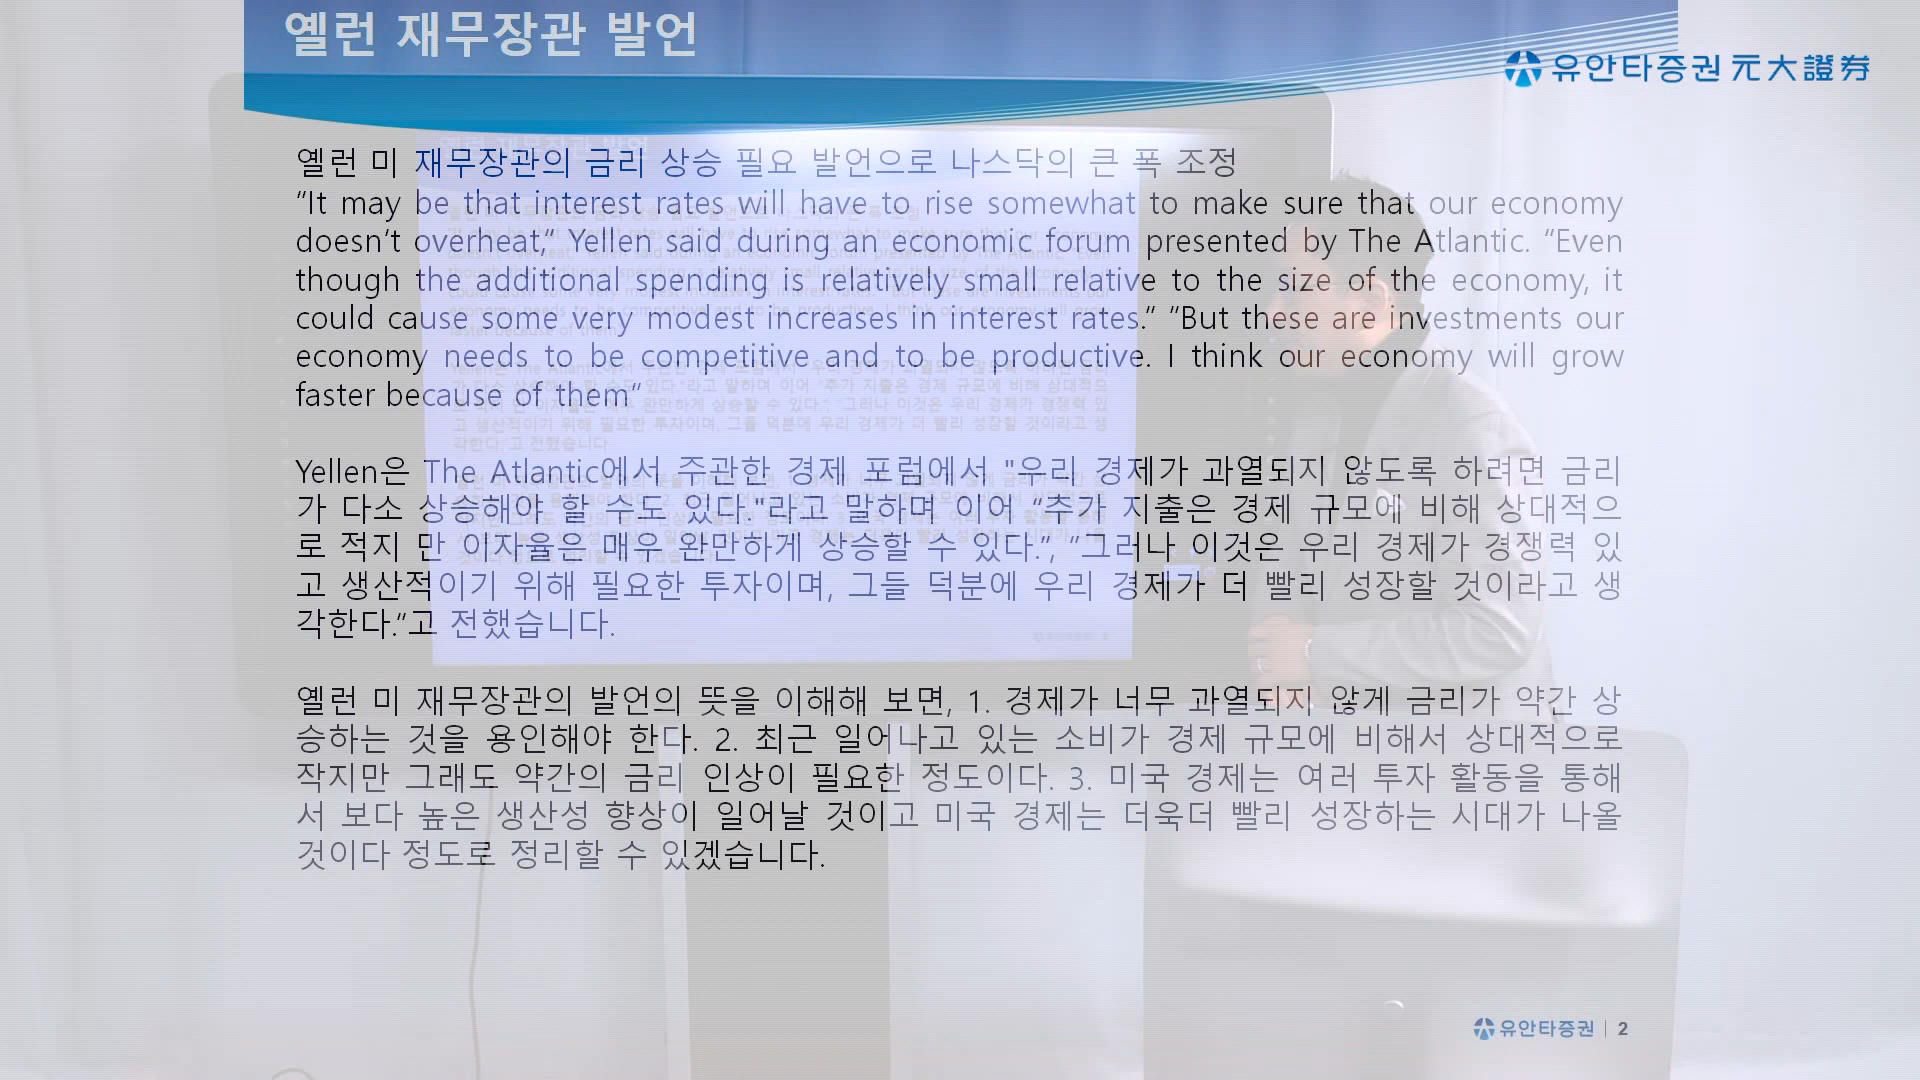 옐런 재무장관 발언
유안타증권 元大證券
옐런 미 재무장관의 금리 상승 필요 발언으로 나스닥의 큰 폭 조정
“It may be that interest rates will have to rise somewhat to make sure that our economy
doesn’t overheat,” Yellen said during an economic forum presented by The Atlantic. “Even
though the additional spending is relatively small relative to the size of the economy, it
could cause some very modest increases in interest rates.” “But these are investments our
economy needs to be competitive and to be productive. I think our economy will grow
faster because of them”
Yellen은 The Atlantic에서 주관한 경제 포럼에서 "우리 경제가 과열되지 않도록 하려면 금리
가 다소 상승해야 할 수도 있다."라고 말하며 이어 “추가 지출은 경제 규모에 비해 상대적으
로 적지 만 이자율은 매우 완만하게 상승할 수 있다.”, “그러나 이것은 우리 경제가 경쟁력 있
고 생산적이기 위해 필요한 투자이며, 그들 덕분에 우리 경제가 더 빨리 성장할 것이라고 생
각한다.”고 전했습니다.
옐런 미 재무장관의 발언의 뜻을 이해해 보면, 1. 경제가 너무 과열되지 않게 금리가 약간 상
승하는 것을 용인해야 한다. 2. 최근 일어나고 있는 소비가 경제 규모에 비해서 상대적으로
작지만 그래도 약간의 금리 인상이 필요한 정도이다. 3. 미국 경제는 여러 투자 활동을 통해
서 보다 높은 생산성 향상이 일어날 것이고 미국 경제는 더욱더 빨리 성장하는 시대가 나올
것이다 정도로 정리할 수 있겠습니다.
유안타증권 | 2